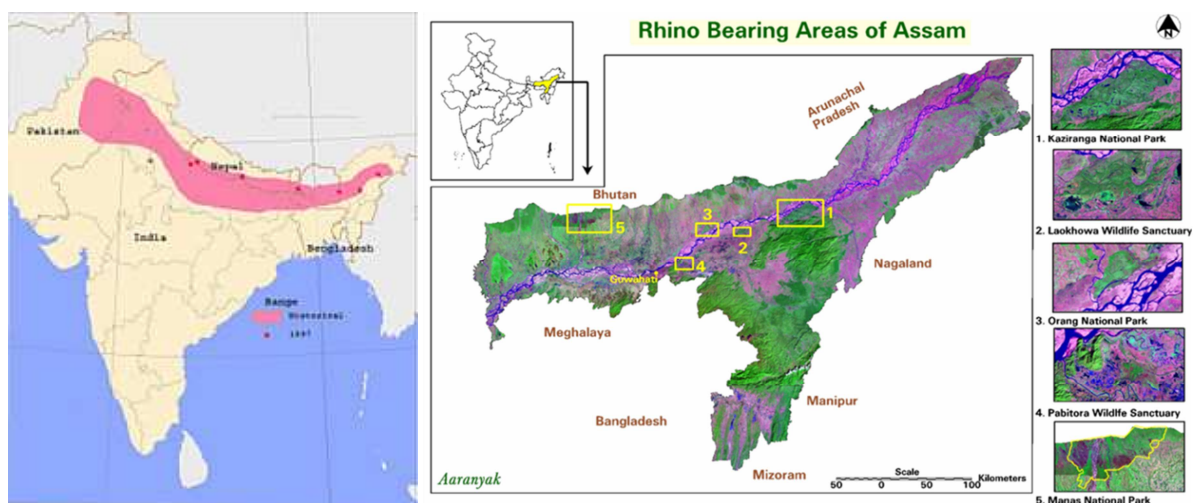 Pakistan
Nepal
India
Bangladesh
Range
Historical
1997
Rhino Bearing Areas of Assam
N
Arunachal
Pradesh
Bhutan
5
3
2
1
4
Guwahati
Nagaland
Meghalaya
Bangladesh
Manipur
Mizoram
Aaranyak
Scale
Kilometers
50 0 50 100
1. Kaziranga National Park
2. Laokhowa Wildlife Sanctuary
3. Orang National Park
4. Pabitora Wildlfe Sanctuary
5. Manas National Park